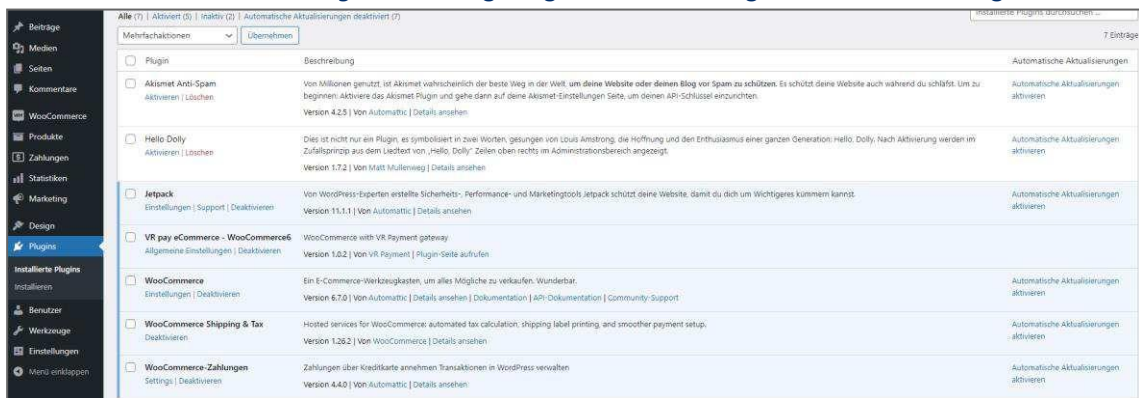 Alle (7) | Aktiviert (5) | Inaktiv (2) | Automatische Aktualisierungen deaktiviert (7)
Installierte Plugins durchsuchen ...
Mehrfachaktionen Übernehmen 7 Einträge
Beiträge
Medien
Seiten
Kommentare
WooCommerce
Produkte
Zahlungen
Statistiken
Marketing
Design
Plugins
Installierte Plugins
Installieren
Benutzer
Werkzeuge
Einstellungen
Menü einklappen
Plugin Beschreibung Automatische Aktualisierungen
Akismet Anti-Spam
Aktivieren | Löschen
Von Millionen genutzt, ist Akismet wahrscheinlich der beste Weg in der Welt, um deine Website oder deinen Blog vor Spam zu schützen. Es schützt deine Website auch während du schläfst. Um zu
beginnen: Aktiviere das Akismet-Plugin und gehe dann auf deine Akismet-Einstellungen Seite, um deinen API-Schlüssel einzurichten.
Version 4.2.5 | Von Automattic | Details ansehen
Automatische Aktualisierungen
aktivieren
Hello Dolly
Aktivieren | Löschen
Dies ist nicht nur ein Plugin, es symbolisiert in zwei Worten, gesungen von Louis Amstrong, die Hoffnung und den Enthusiasmus einer ganzen Generation: Hello, Dolly. Nach Aktivierung werden im
Zufallsprinzip aus dem Liedtext von „Hello, Dolly" Zeilen oben rechts im Administrationsbereich angezeigt.
Version 1.7.2 | Von Matt Mullenweg | Details ansehen
Automatische Aktualisierungen
aktivieren
Jetpack
Einstellungen | Support | Deaktivieren
Von WordPress-Experten erstellte Sicherheits-, Performance- und Marketingtools Jetpack schützt deine Website, damit du dich um Wichtigeres kümmern kannst.
Version 11.1.1 | Von Automattic | Details ansehen
Automatische Aktualisierungen
aktivieren
VR pay eCommerce - WooCommerce6
Allgemeine Einstellungen | Deaktivieren
WooCommerce with VR Payment gateway
Version 1.0.2 | Von VR Payment | Plugin-Seite aufrufen
WooCommerce
Einstellungen | Deaktivieren
Ein E-Commerce-Werkzeugkasten, um alles Mögliche zu verkaufen. Wunderbar.
Version 6.7.0 | Von Automattic | Details ansehen | Dokumentation | API-Dokumentation | Community-Support
Automatische Aktualisierungen
aktivieren
WooCommerce Shipping & Tax
Deaktivieren
Hosted services for WooCommerce: automated tax calculation, shipping label printing, and smoother payment setup.
Version 1.26.2 | Von WooCommerce | Details ansehen
Automatische Aktualisierungen
aktivieren
WooCommerce-Zahlungen
Settings | Deaktivieren
Zahlungen über Kreditkarte annehmen Transaktionen in WordPress verwalten
Version 4.4.0 | Von Automattic | Details ansehen
Automatische Aktualisierungen
aktivieren